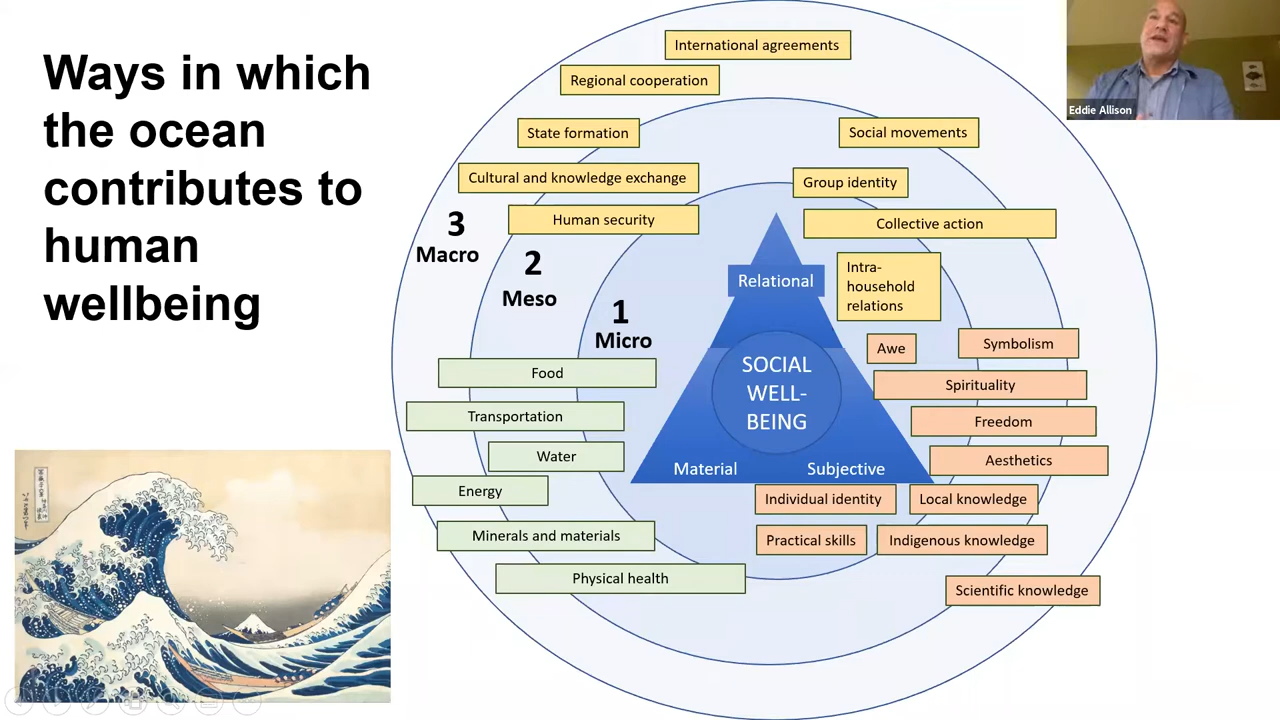 Ways in which
the ocean
contributes to
human
wellbeing
International agreements
Regional cooperation
State formation
Social movements
Cultural and knowledge exchange
Group identity
Human security
Collective action
3
Macro
2
Meso
1
Micro
Relational
Intra-
household
relations
Awe
Symbolism
SOCIAL
WELL-
BEING
Food
Spirituality
Transportation
Freedom
Water
Aesthetics
Material
Subjective
Energy
Individual identity
Local knowledge
Minerals and materials
Practical skills
Indigenous knowledge
Physical health
Scientific knowledge
Eddie Allison